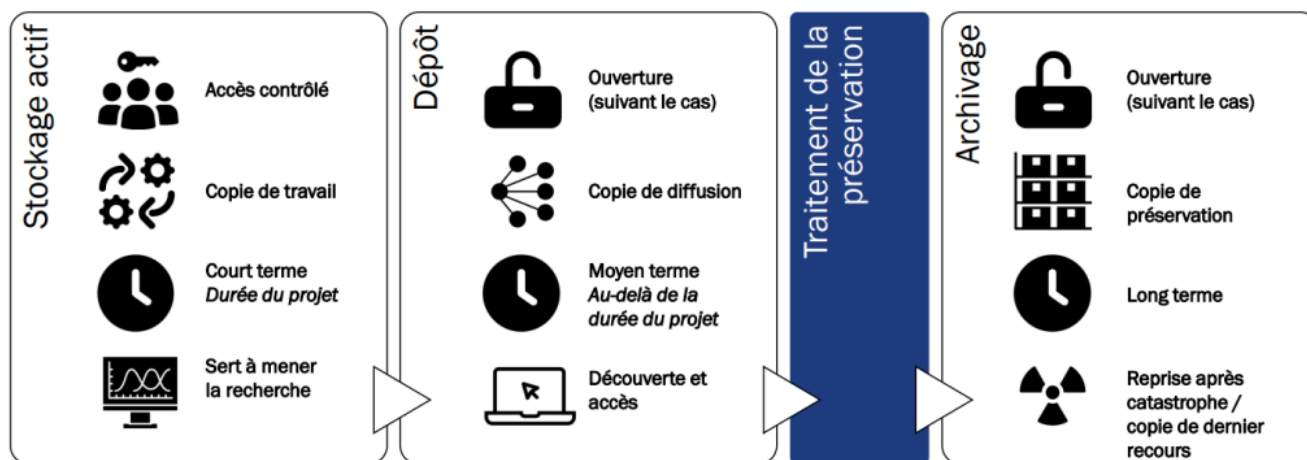 Stockage actif
Accès contrôlé
Copie de travail
Court terme
Durée du projet
Sert à mener
la recherche
Dépôt
Ouverture
(suivant le cas)
Copie de diffusion
Moyen terme
Au-delà de la
durée du projet
Découverte et
accès
Traitement de la
préservation
Archivage
Ouverture
(suivant le cas)
Copie de
préservation
Long terme
Reprise après
catastrophe /
copie de dernier
recours